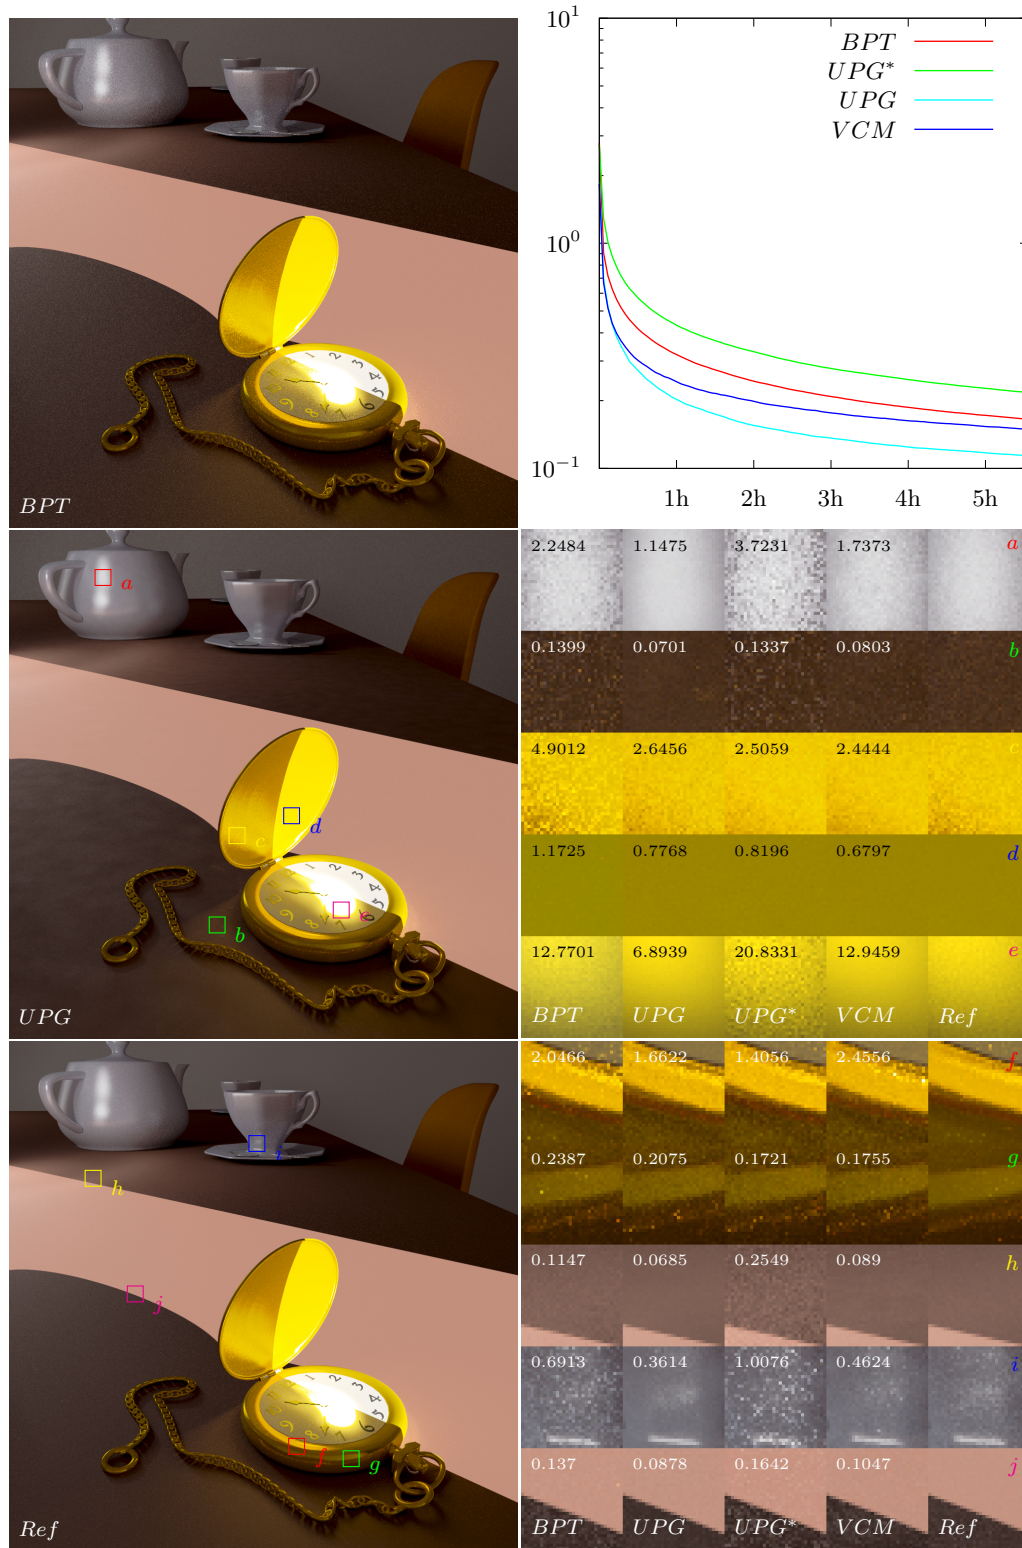 BPT
10¹
10⁰
10⁻¹
BPT
UPG*
UPG
VCM
1h 2h 3h 4h 5h
a
c
d
e
b
UPG
2.2484 1.1475 3.7231 1.7373 a
0.1399 0.0701 0.1337 0.0803 b
4.9012 2.6456 2.5059 2.4444 c
1.1725 0.7768 0.8196 0.6797 d
12.7701 6.8939 20.8331 12.9459 e
BPT UPG UPG* VCM Ref
i
h
j
f
g
Ref
2.0466 1.6622 1.4056 2.4556 f
0.2387 0.2075 0.1721 0.1755 g
0.1147 0.0685 0.2549 0.089 h
0.6913 0.3614 1.0076 0.4624 i
0.137 0.0878 0.1642 0.1047 j
BPT UPG UPG* VCM Ref